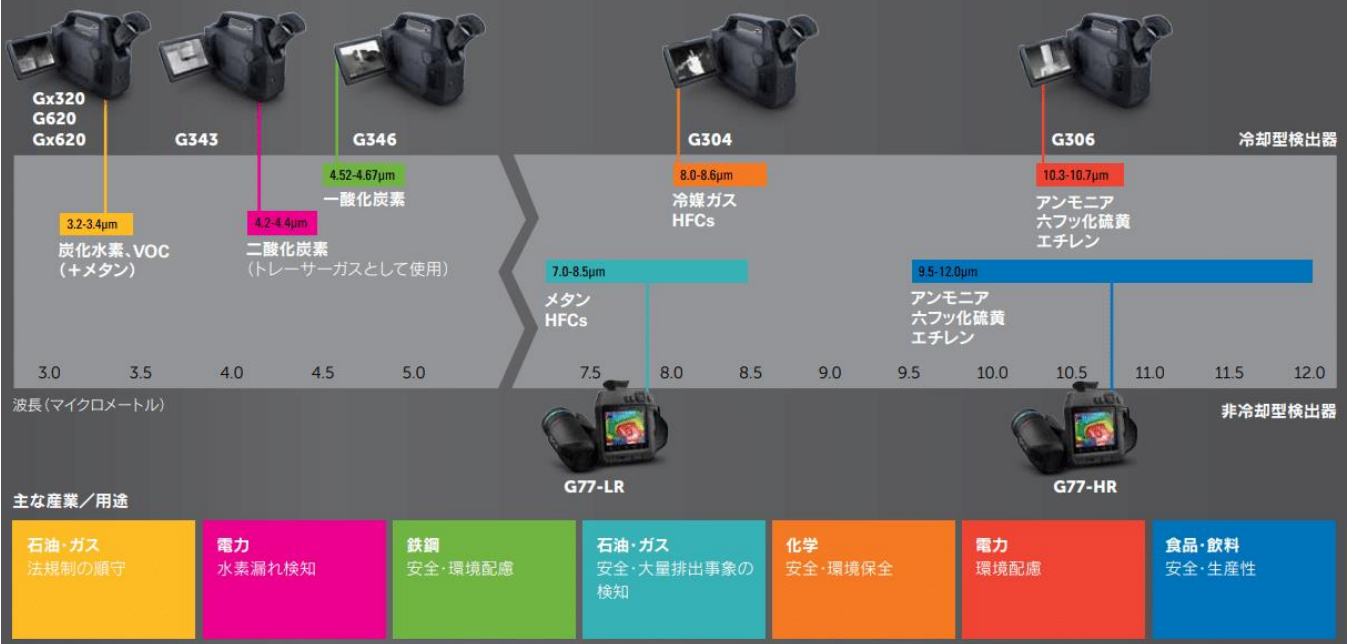 Gx320
G620
Gx620
G343
G346
G304
G306
冷却型検出器
4.52-4.67µm
一酸化炭素
8.0-8.6µm
冷媒ガス
HFCs
10.3-10.7µm
アンモニア
六フッ化硫黄
エチレン
3.2-3.4µm
炭化水素、VOC
(+メタン)
4.2-4.4µm
二酸化炭素
(トレーサーガスとして使用)
7.0-8.5µm
メタン
HFCs
9.5-12.0µm
アンモニア
六フッ化硫黄
エチレン
3.0 3.5 4.0 4.5 5.0 7.5 8.0 8.5 9.0 9.5 10.0 10.5 11.0 11.5 12.0
波長(マイクロメートル)
非冷却型検出器
G77-LR
G77-HR
主な産業/用途
石油・ガス
法規制の順守
電力
水素漏れ検知
鉄鋼
安全・環境配慮
石油・ガス
安全・大量排出事象の
検知
化学
安全・環境保全
電力
環境配慮
食品・飲料
安全・生産性